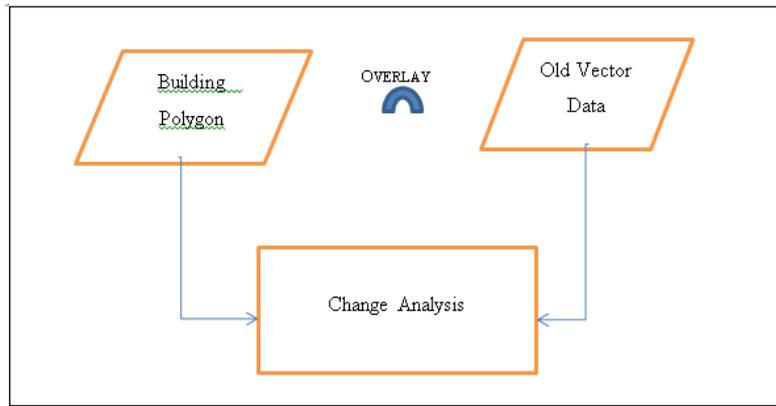 Building
Polygon
OVERLAY
Old Vector
Data
Change Analysis